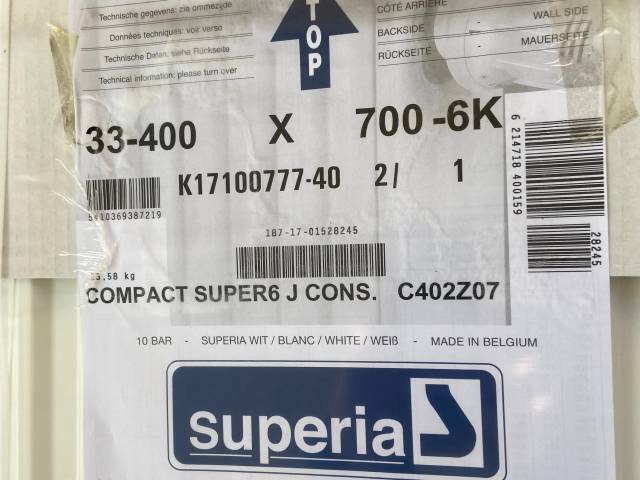 Technische gegevens: zie ommezijde
Données techniques: voir verso
Technische Daten: siehe Rückseite
Technical information: please turn over
TOP
CÔTÉ ARRIÈRE
BACKSIDE - WALL SIDE
RÜCKSEITE - MAUERSEITE
33-400 X 700-6K
K17100777-40 2/ 1
5410369387219
6 214718 400159
28245
187-17-01528245
.58 kg
COMPACT SUPER6 J CONS. C402Z07
10 BAR - SUPERIA WIT / BLANC / WHITE / WEIß - MADE IN BELGIUM
superia